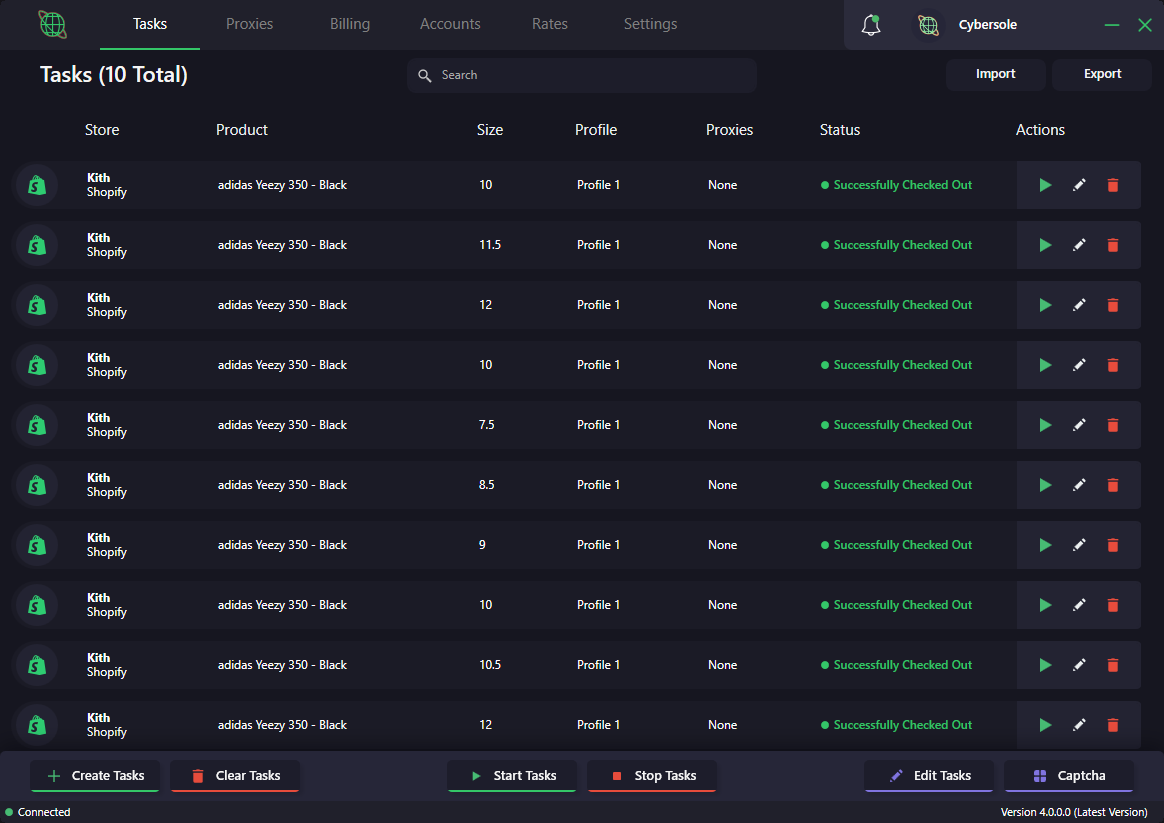 Tasks Proxies Billing Accounts Rates Settings Cybersole
Tasks (10 Total) Search Import Export
Store Product Size Profile Proxies Status Actions
Kith
Shopify adidas Yeezy 350 - Black 10 Profile 1 None Successfully Checked Out
Kith
Shopify adidas Yeezy 350 - Black 11.5 Profile 1 None Successfully Checked Out
Kith
Shopify adidas Yeezy 350 - Black 12 Profile 1 None Successfully Checked Out
Kith
Shopify adidas Yeezy 350 - Black 10 Profile 1 None Successfully Checked Out
Kith
Shopify adidas Yeezy 350 - Black 7.5 Profile 1 None Successfully Checked Out
Kith
Shopify adidas Yeezy 350 - Black 8.5 Profile 1 None Successfully Checked Out
Kith
Shopify adidas Yeezy 350 - Black 9 Profile 1 None Successfully Checked Out
Kith
Shopify adidas Yeezy 350 - Black 10 Profile 1 None Successfully Checked Out
Kith
Shopify adidas Yeezy 350 - Black 10.5 Profile 1 None Successfully Checked Out
Kith
Shopify adidas Yeezy 350 - Black 12 Profile 1 None Successfully Checked Out
Create Tasks Clear Tasks Start Tasks Stop Tasks Edit Tasks Captcha
Connected Version 4.0.0.0 (Latest Version)